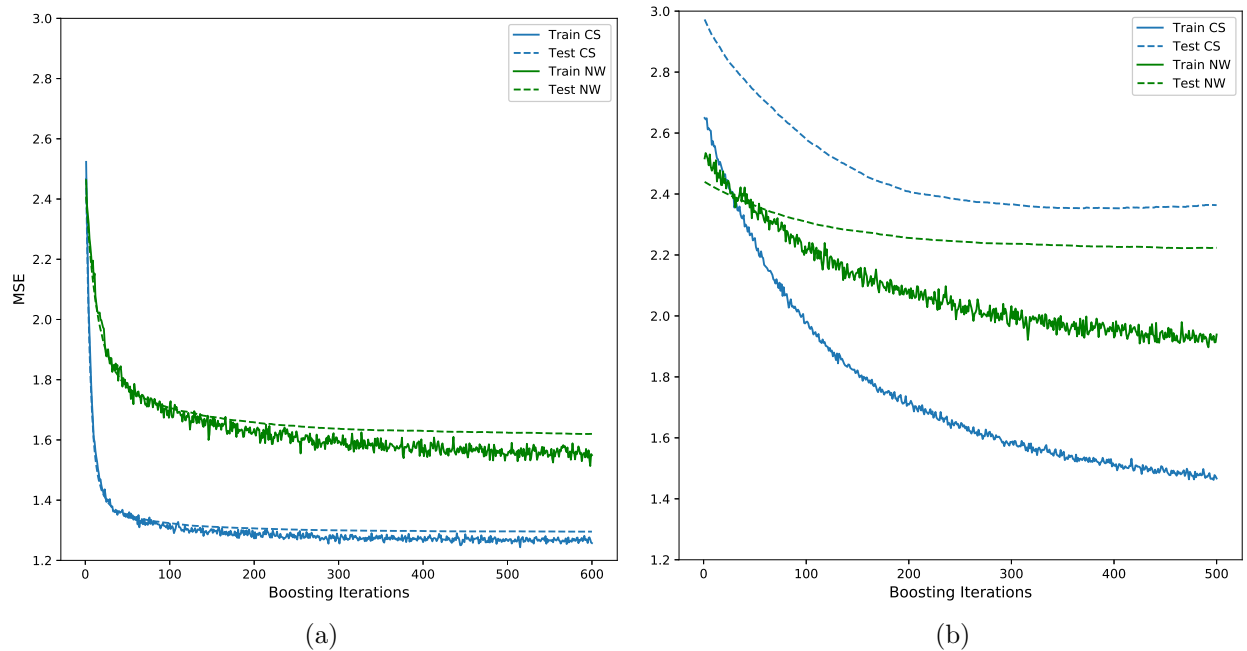 3.0
2.8
2.6
2.4
2.2
2.0
1.8
1.6
1.4
1.2
MSE
0 100 200 300 400 500 600
Boosting Iterations
Train CS
Test CS
Train NW
Test NW
(a)
3.0
2.8
2.6
2.4
2.2
2.0
1.8
1.6
1.4
1.2
0 100 200 300 400 500
Boosting Iterations
Train CS
Test CS
Train NW
Test NW
(b)